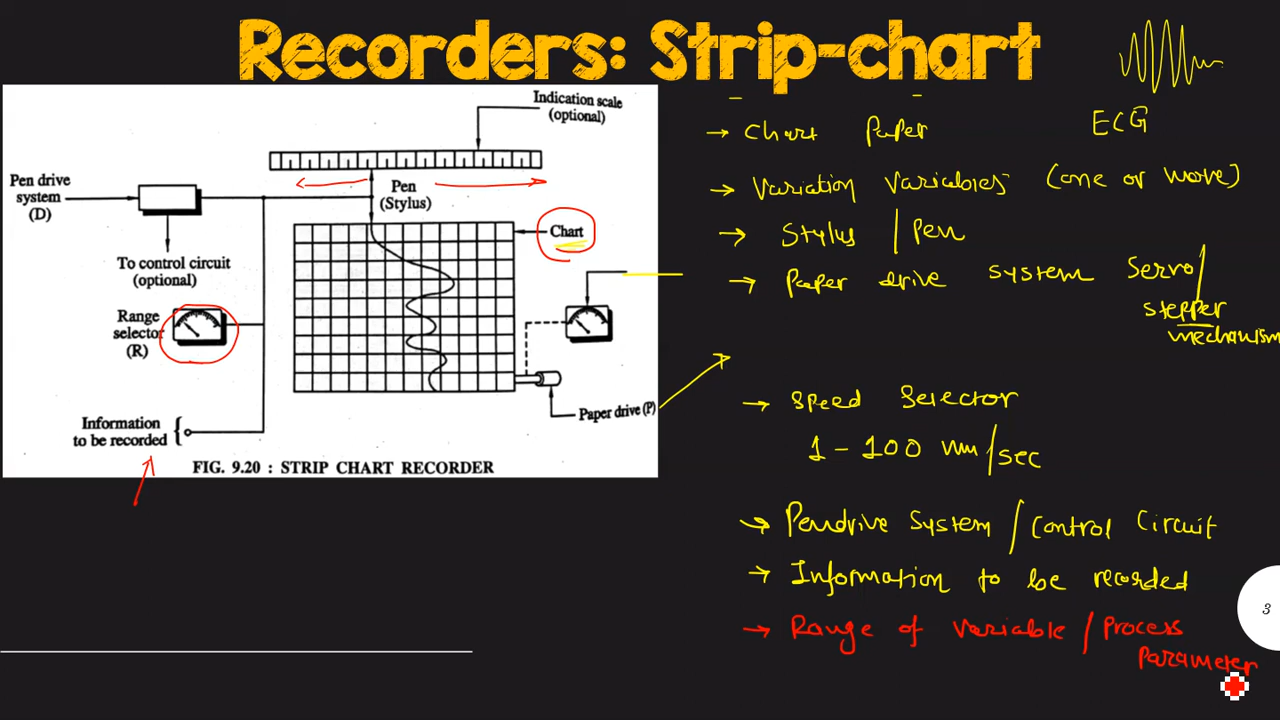 Recorders: Strip-chart
Indication scale
(optional)
Pen drive
system
(D)
Pen
(Stylus)
Chart
To control circuit
(optional)
Range
selector
(R)
Information
to be recorded
Paper drive (P)
FIG. 9.20 : STRIP CHART RECORDER
→ Chart Paper
ECG
→ Variation Variables (one or more)
→ Stylus / Pen
→ Paper drive system Servo/
stepper
mechanism
→ Speed Selector
1 - 100 mm/sec
→ Pendrive System / Control Circuit
→ Information to be recorded
→ Range of Variable / Process
Parameter
3